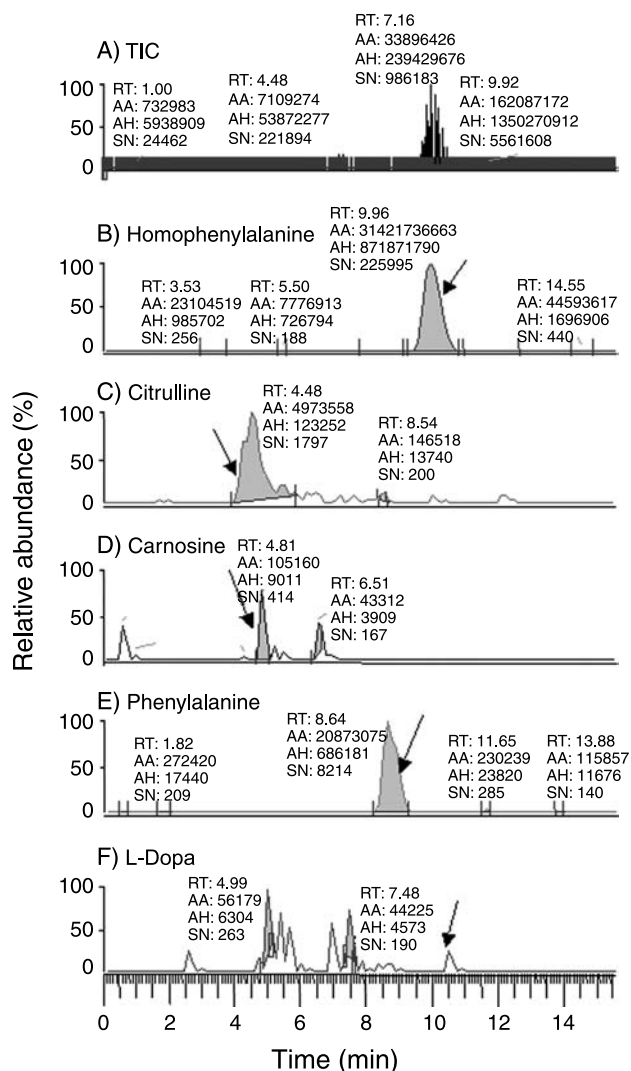 A) TIC
RT: 1.00
AA: 732983
AH: 5938909
SN: 24462
RT: 4.48
AA: 7109274
AH: 53872277
SN: 221894
RT: 7.16
AA: 33896426
AH: 239429676
SN: 986183
RT: 9.92
AA: 162087172
AH: 1350270912
SN: 5561608
100
50
0
B) Homophenylalanine
RT: 3.53
AA: 23104519
AH: 985702
SN: 256
RT: 5.50
AA: 7776913
AH: 726794
SN: 188
RT: 9.96
AA: 31421736663
AH: 871871790
SN: 225995
RT: 14.55
AA: 44593617
AH: 1696906
SN: 440
100
50
0
C) Citrulline
RT: 4.48
AA: 4973558
AH: 123252
SN: 1797
RT: 8.54
AA: 146518
AH: 13740
SN: 200
100
50
0
D) Carnosine
RT: 4.81
AA: 105160
AH: 9011
SN: 414
RT: 6.51
AA: 43312
AH: 3909
SN: 167
100
50
0
E) Phenylalanine
RT: 1.82
AA: 272420
AH: 17440
SN: 209
RT: 8.64
AA: 20873075
AH: 686181
SN: 8214
RT: 11.65
AA: 230239
AH: 23820
SN: 285
RT: 13.88
AA: 115857
AH: 11676
SN: 140
100
50
0
F) L-Dopa
RT: 4.99
AA: 56179
AH: 6304
SN: 263
RT: 7.48
AA: 44225
AH: 4573
SN: 190
100
50
0
0 2 4 6 8 10 12 14
Time (min)
Relative abundance (%)